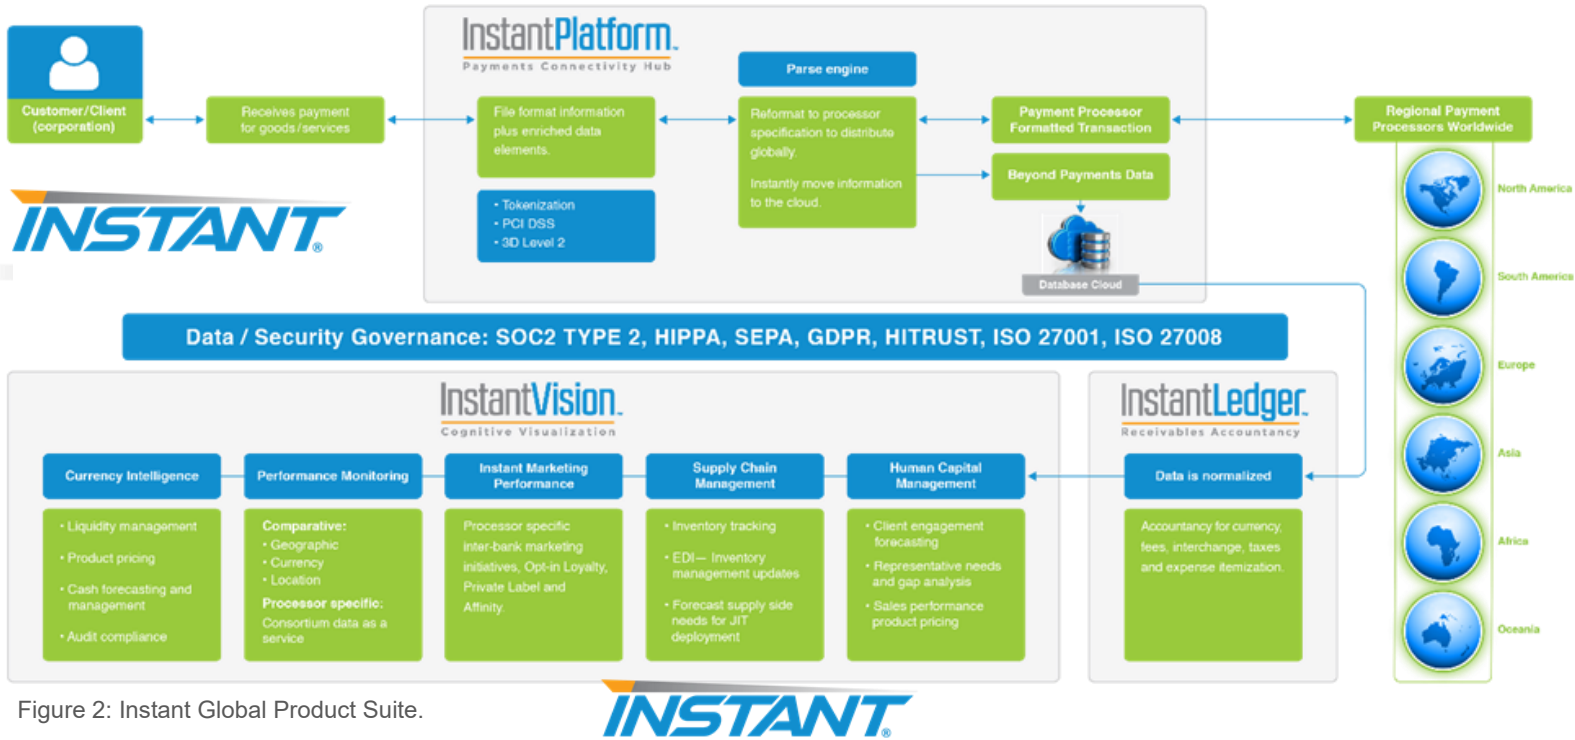 InstantPlatform™
Payments Connectivity Hub
Parse engine
Customer/Client
(corporation)
Receives payment
for goods/services
File format information
plus enriched data
elements.
• Tokenization
• PCI DSS
• 3D Level 2
Reformat to processor
specification to distribute
globally.
Instantly move information
to the cloud.
Payment Processor
Formatted Transaction
Beyond Payments Data
Database Cloud
Regional Payment
Processors Worldwide
North America
South America
Europe
Asia
Africa
Oceania
INSTANT®
Data / Security Governance: SOC2 TYPE 2, HIPPA, SEPA, GDPR, HITRUST, ISO 27001, ISO 27008
InstantVision™
Cognitive Visualization
Currency Intelligence
• Liquidity management
• Product pricing
• Cash forecasting and
management
• Audit compliance
Performance Monitoring
Comparative:
• Geographic
• Currency
• Location
Processor specific:
Consortium data as a
service
Instant Marketing
Performance
Processor specific
inter-bank marketing
initiatives, Opt-in Loyalty,
Private Label and
Affinity.
Supply Chain
Management
• Inventory tracking
• EDI— Inventory
management updates
• Forecast supply side
needs for JIT
deployment
Human Capital
Management
• Client engagement
forecasting
• Representative needs
and gap analysis
• Sales performance
product pricing
InstantLedger™
Receivables Accountancy
Data is normalized
Accountancy for currency,
fees, interchange, taxes
and expense itemization.
Figure 2: Instant Global Product Suite.
INSTANT®